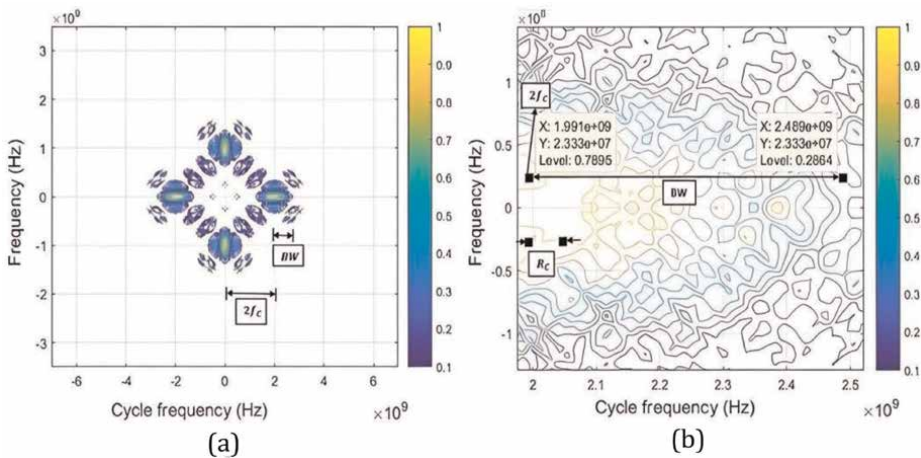 ×10⁹
3
2
1
0
-1
-2
-3
Frequency (Hz)
BW
2f_C
-6 -4 -2 0 2 4 6
Cycle frequency (Hz)
×10⁹
1
0.9
0.8
0.7
0.6
0.5
0.4
0.3
0.2
0.1
(a)
1
0.5
0
-0.5
-1
Frequency (Hz)
2f_C
X: 1.991e+09
Y: 2.333e+07
Level: 0.7895
X: 2.489e+09
Y: 2.333e+07
Level: 0.2864
BW
R_C
2 2.1 2.2 2.3 2.4 2.5
Cycle frequency (Hz)
×10⁹
1
0.9
0.8
0.7
0.6
0.5
0.4
0.3
0.2
0.1
(b)